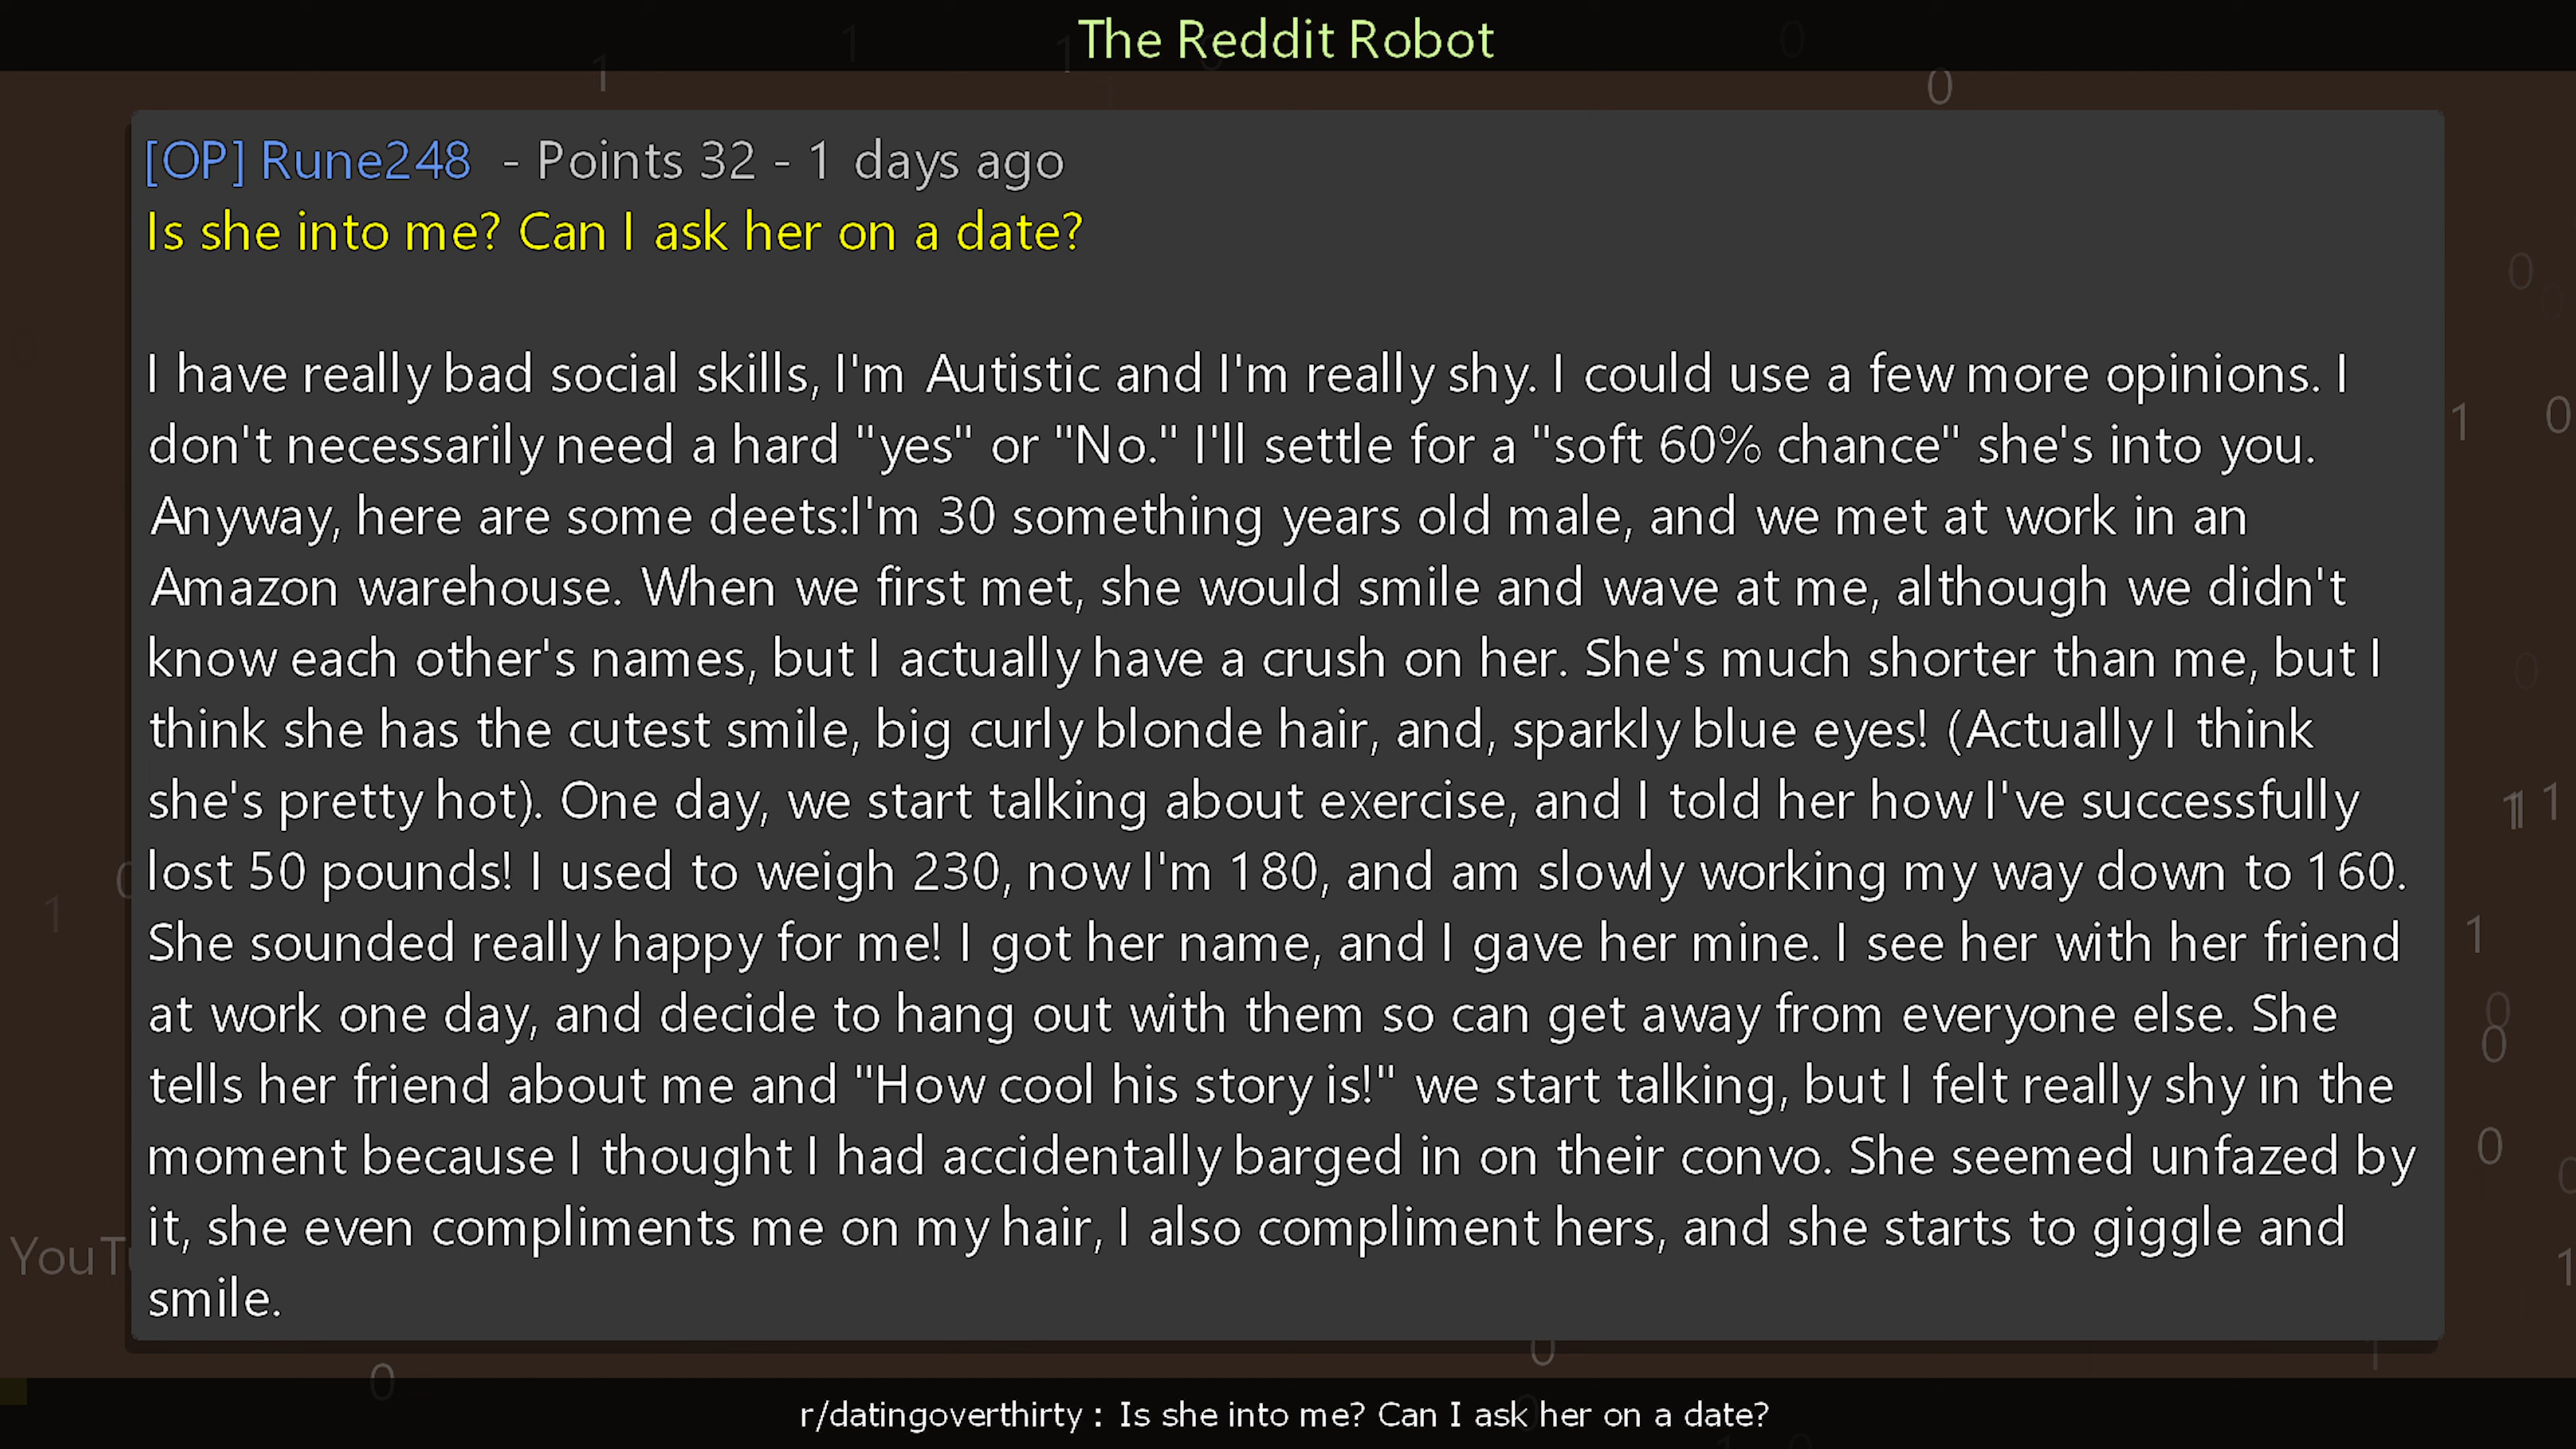 The Reddit Robot
[OP] Rune248 - Points 32 - 1 days ago
Is she into me? Can I ask her on a date?
I have really bad social skills, I'm Autistic and I'm really shy. I could use a few more opinions. I
don't necessarily need a hard "yes" or "No." I'll settle for a "soft 60% chance" she's into you.
Anyway, here are some deets:I'm 30 something years old male, and we met at work in an
Amazon warehouse. When we first met, she would smile and wave at me, although we didn't
know each other's names, but I actually have a crush on her. She's much shorter than me, but I
think she has the cutest smile, big curly blonde hair, and, sparkly blue eyes! (Actually I think
she's pretty hot). One day, we start talking about exercise, and I told her how I've successfully
lost 50 pounds! I used to weigh 230, now I'm 180, and am slowly working my way down to 160.
She sounded really happy for me! I got her name, and I gave her mine. I see her with her friend
at work one day, and decide to hang out with them so can get away from everyone else. She
tells her friend about me and "How cool his story is!" we start talking, but I felt really shy in the
moment because I thought I had accidentally barged in on their convo. She seemed unfazed by
it, she even compliments me on my hair, I also compliment hers, and she starts to giggle and
smile.
r/datingoverthirty : Is she into me? Can I ask her on a date?